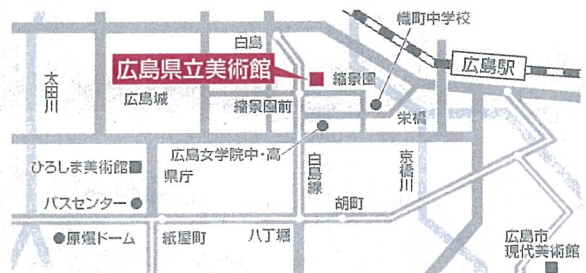 幟町中学校
白島
広島県立美術館
縮景園
広島駅
太田川
広島城
縮景園前
栄橋
広島女学院中・高
ひろしま美術館
県庁
白島線
京橋川
バスセンター
胡町
原爆ドーム
紙屋町
八丁堀
広島市
現代美術館